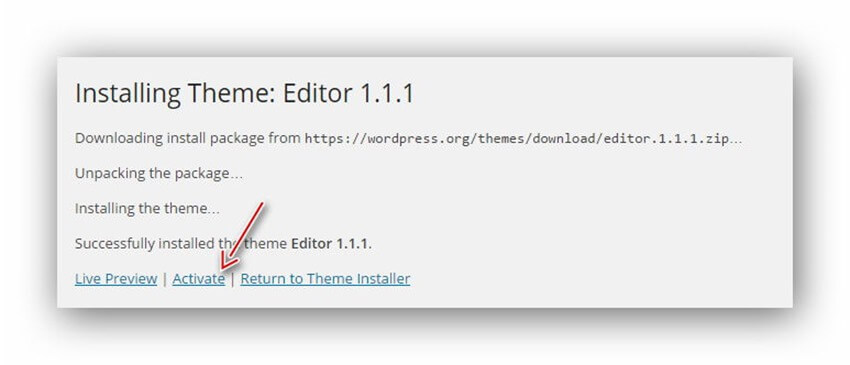 Installing Theme: Editor 1.1.1
Downloading install package from https://wordpress.org/themes/download/editor.1.1.1.zip…
Unpacking the package…
Installing the theme…
Successfully installed the theme Editor 1.1.1.
Live Preview | Activate | Return to Theme Installer